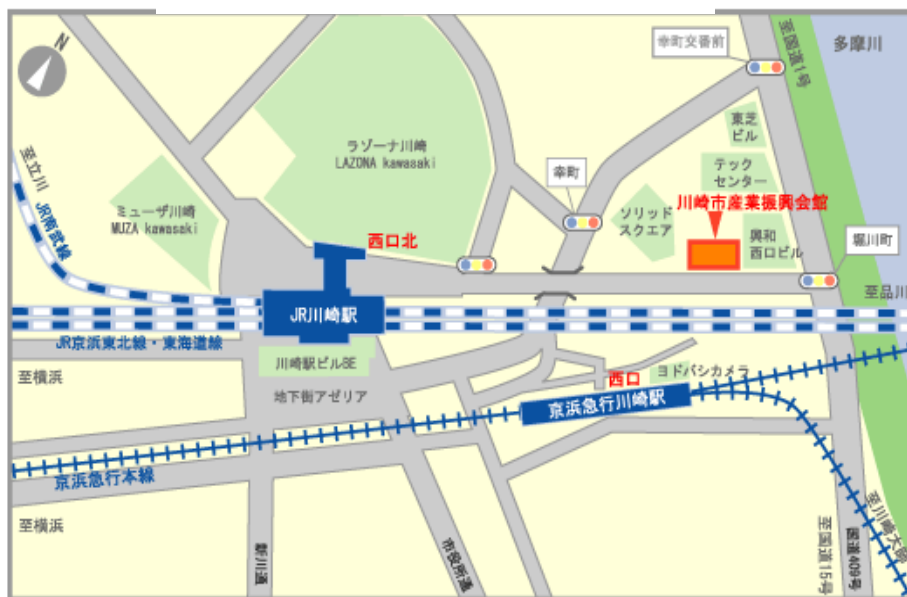 N
幸町交番前
至国道1号
多摩川
東芝
ビル
ラゾーナ川崎
LAZONA kawasaki
テック
センター
至立川
JR南武線
幸町
ミューザ川崎
MUZA kawasaki
川崎市産業振興会館
ソリッド
スクエア
興和
西口ビル
堀川町
西口北
至品川
JR川崎駅
JR京浜東北線・東海道線
川崎駅ビルBE
至横浜
地下街アゼリア
西口
ヨドバシカメラ
京浜急行川崎駅
京浜急行本線
至横浜
新川通
市役所通
至国道15号
国道409号
至川崎大師